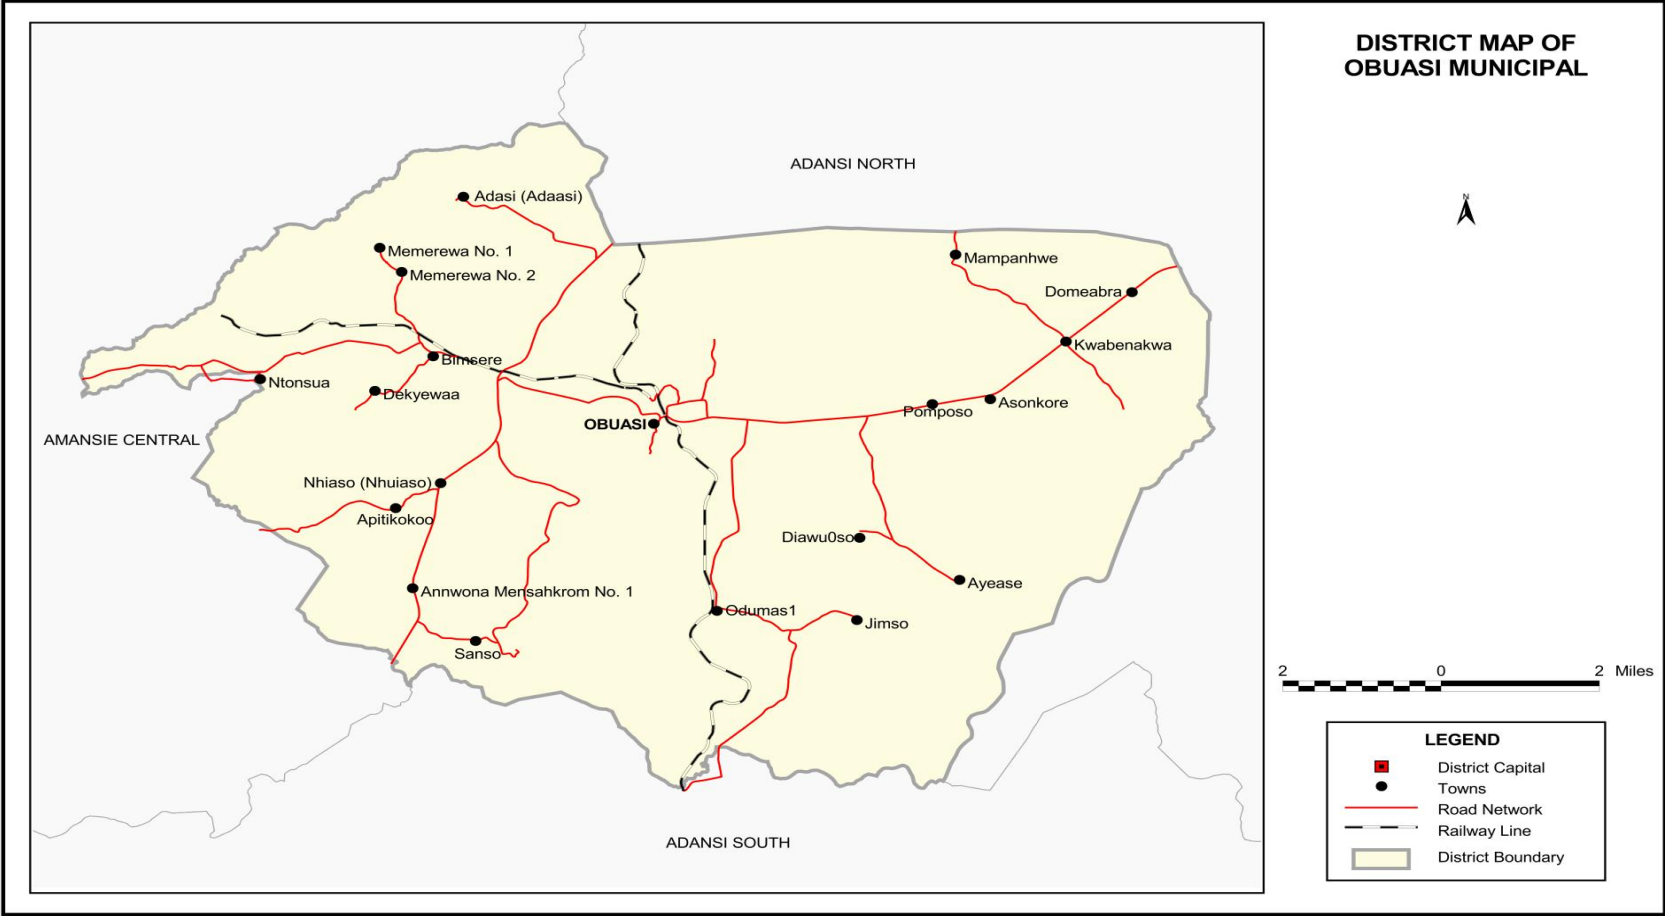 DISTRICT MAP OF
OBUASI MUNICIPAL
ADANSI NORTH
Adasi (Adaasi)
N
Memerewa No. 1
Mampanhwe
Memerewa No. 2
Domeabra
Kwabenakwa
Bimsere
Ntonsua
Dekyewaa
Asonkore
Pomposo
OBUASI
AMANSIE CENTRAL
Nhiaso (Nhuiaso)
Apitikokoo
Diawu0so
Ayease
Annwona Mensahkrom No. 1
Odumas1
Jimso
Sanso
2 0 2 Miles
LEGEND
District Capital
Towns
Road Network
Railway Line
District Boundary
ADANSI SOUTH